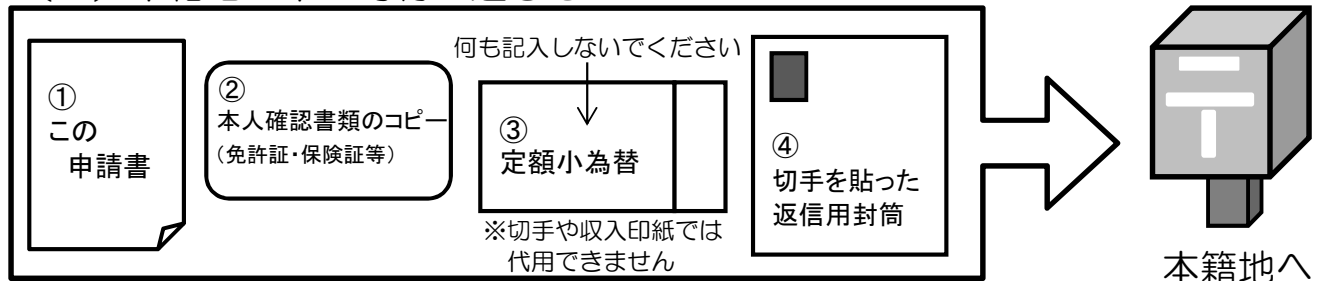 ①
この
申請書
②
本人確認書類のコピー
(免許証・保険証等)
何も記入しないでください
③
定額小為替
※切手や収入印紙では
代用できません
④
切手を貼った
返信用封筒
本籍地へ